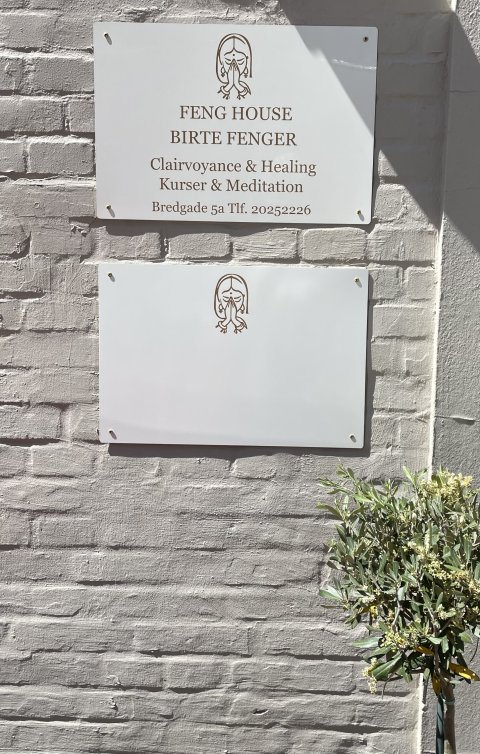 FENG HOUSE
BIRTE FENGER
Clairvoyance & Healing
Kurser & Meditation
Bredgade 5a Tlf. 20252226